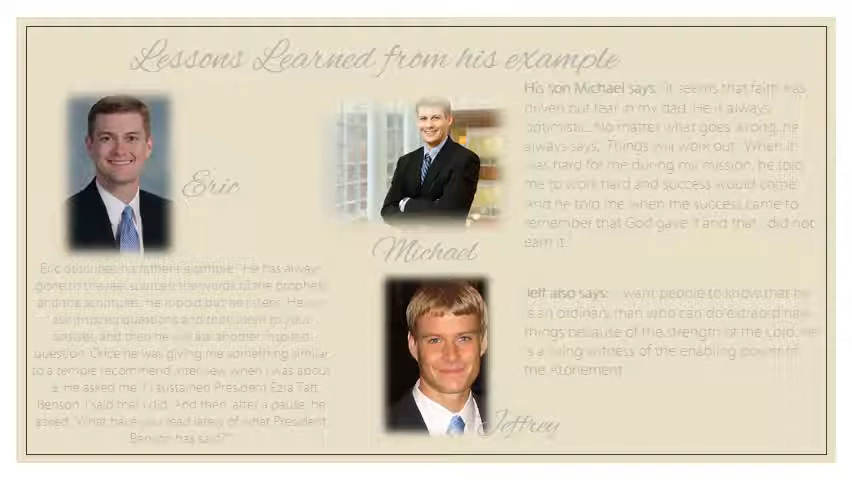 Lessons Learned from his example
His son Michael says: "It seems that faith has
driven out fear in my dad. He is always
optimistic. No matter what goes wrong, he
always says, 'Things will work out.' When it
was hard for me during my mission, he told
me to work hard and success would come.
And he told me when the success came to
remember that God gave it and that I did not
earn it."
Eric
Michael
Eric describes his father's example: "He has always
gone to the real source: the words of the prophets
and the scriptures. He
inspiring questions and then listen to your
answer, and then he will ask another inspired
question. Once he was giving me something similar
to a temple recommend interview when I was about
He asked me if I sustained President Ezra Taft
Benson. I said that I did. And then, after a pause, he
asked, 'What have you read lately of what President
Benson has said?'"
Jeff also says: "I want people to know that he
is an ordinary man who can do extraordinary
things because of the strength of the Lord. He
is a living witness of the enabling power of
the Atonement
Jeffrey